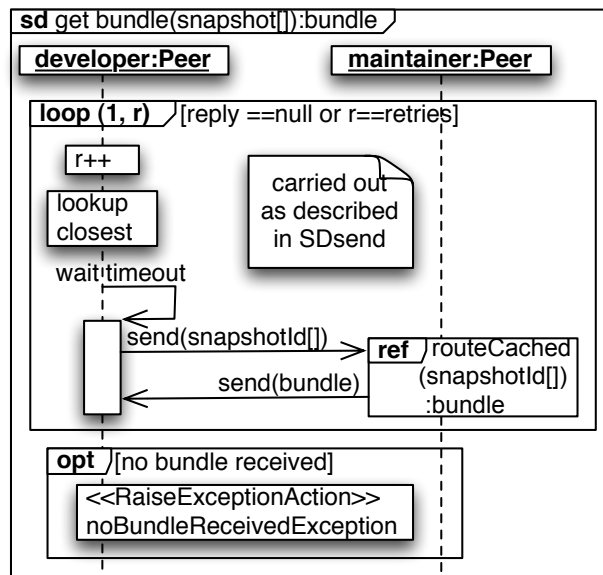 sd get bundle(snapshot[]):bundle
developer:Peer
maintainer:Peer
loop (1, r) [reply ==null or r==retries]
r++
lookup
closest
carried out
as described
in SDsend
wait timeout
send(snapshotId[])
ref routeCached
(snapshotId[])
:bundle
send(bundle)
opt [no bundle received]
<<RaiseExceptionAction>>
noBundleReceivedException